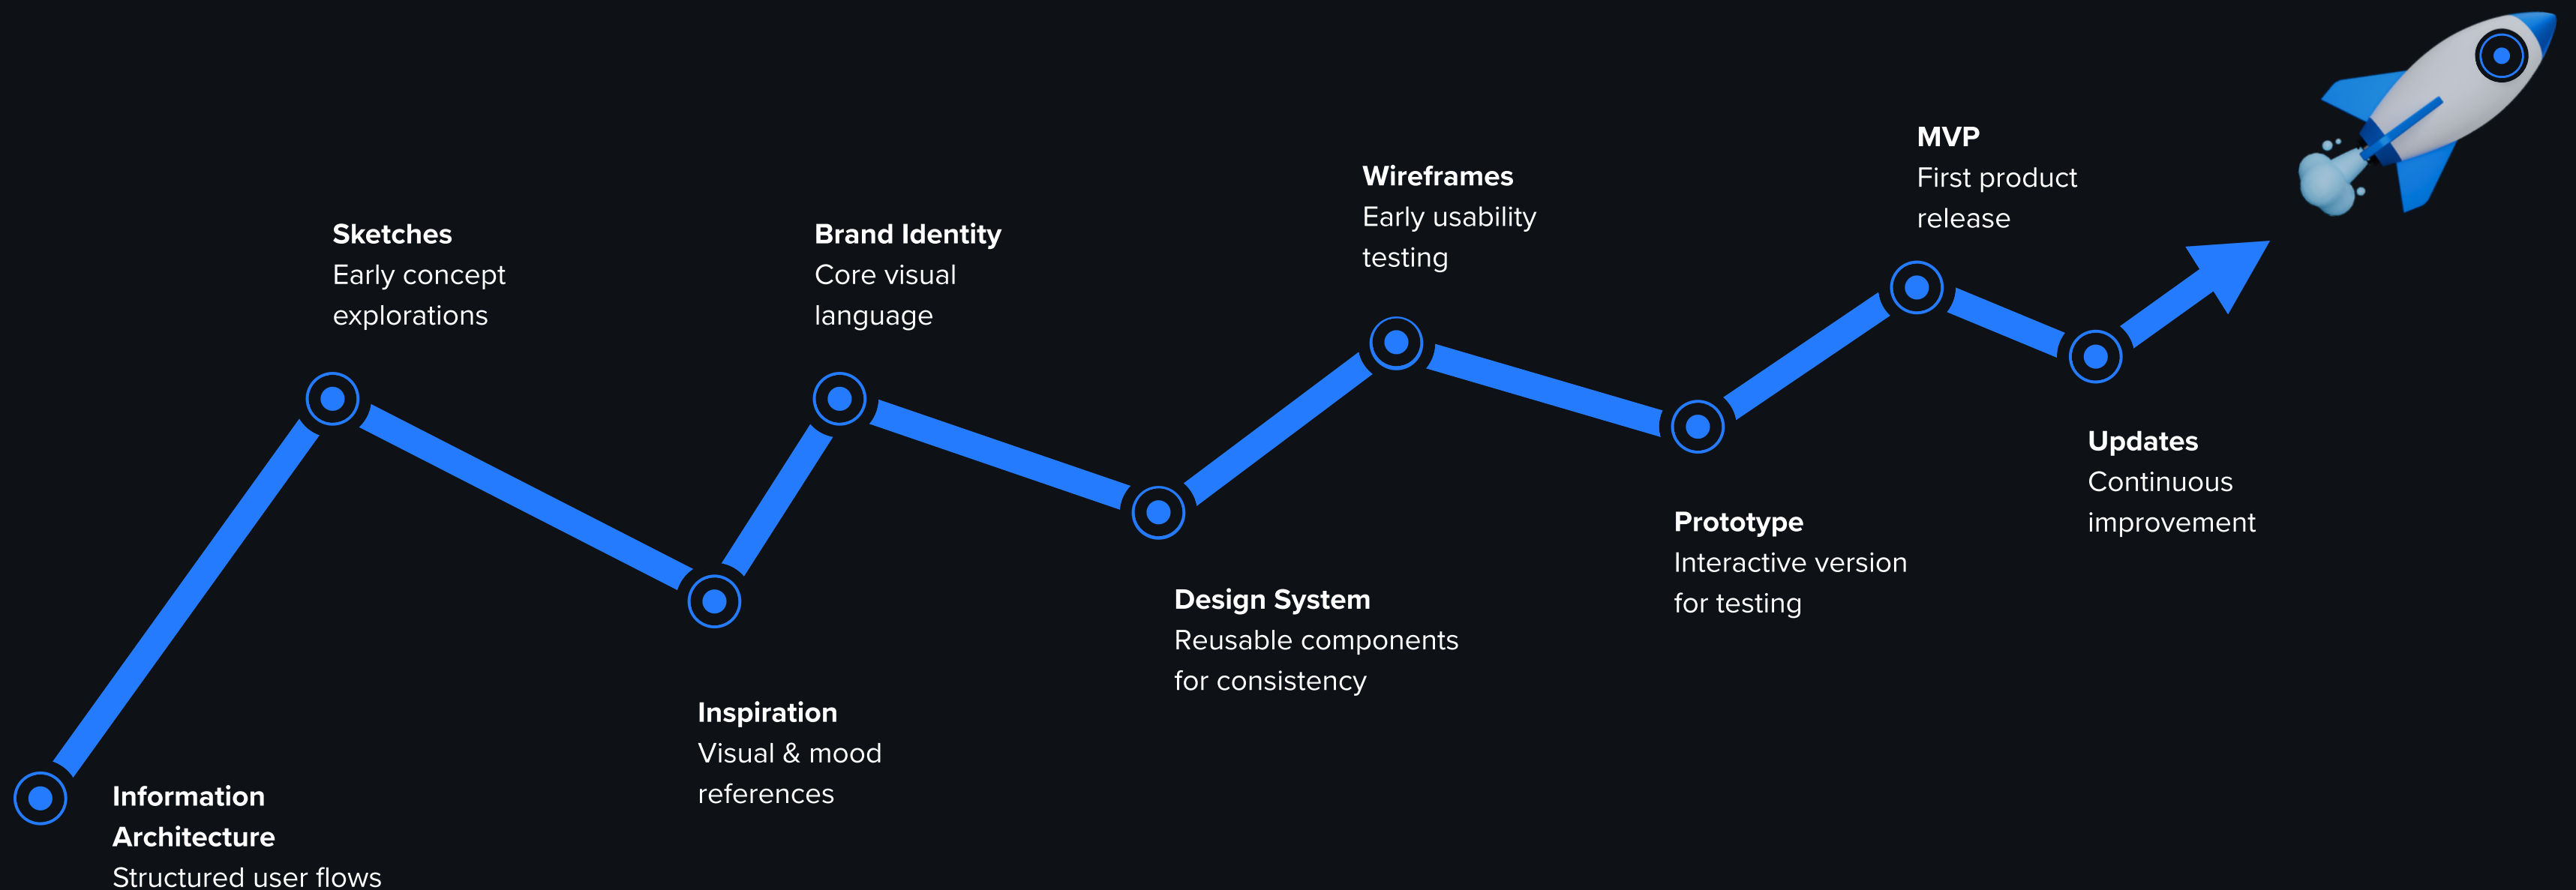 Information
Architecture
Structured user flows
Sketches
Early concept
explorations
Inspiration
Visual & mood
references
Brand Identity
Core visual
language
Design System
Reusable components
for consistency
Wireframes
Early usability
testing
Prototype
Interactive version
for testing
MVP
First product
release
Updates
Continuous
improvement